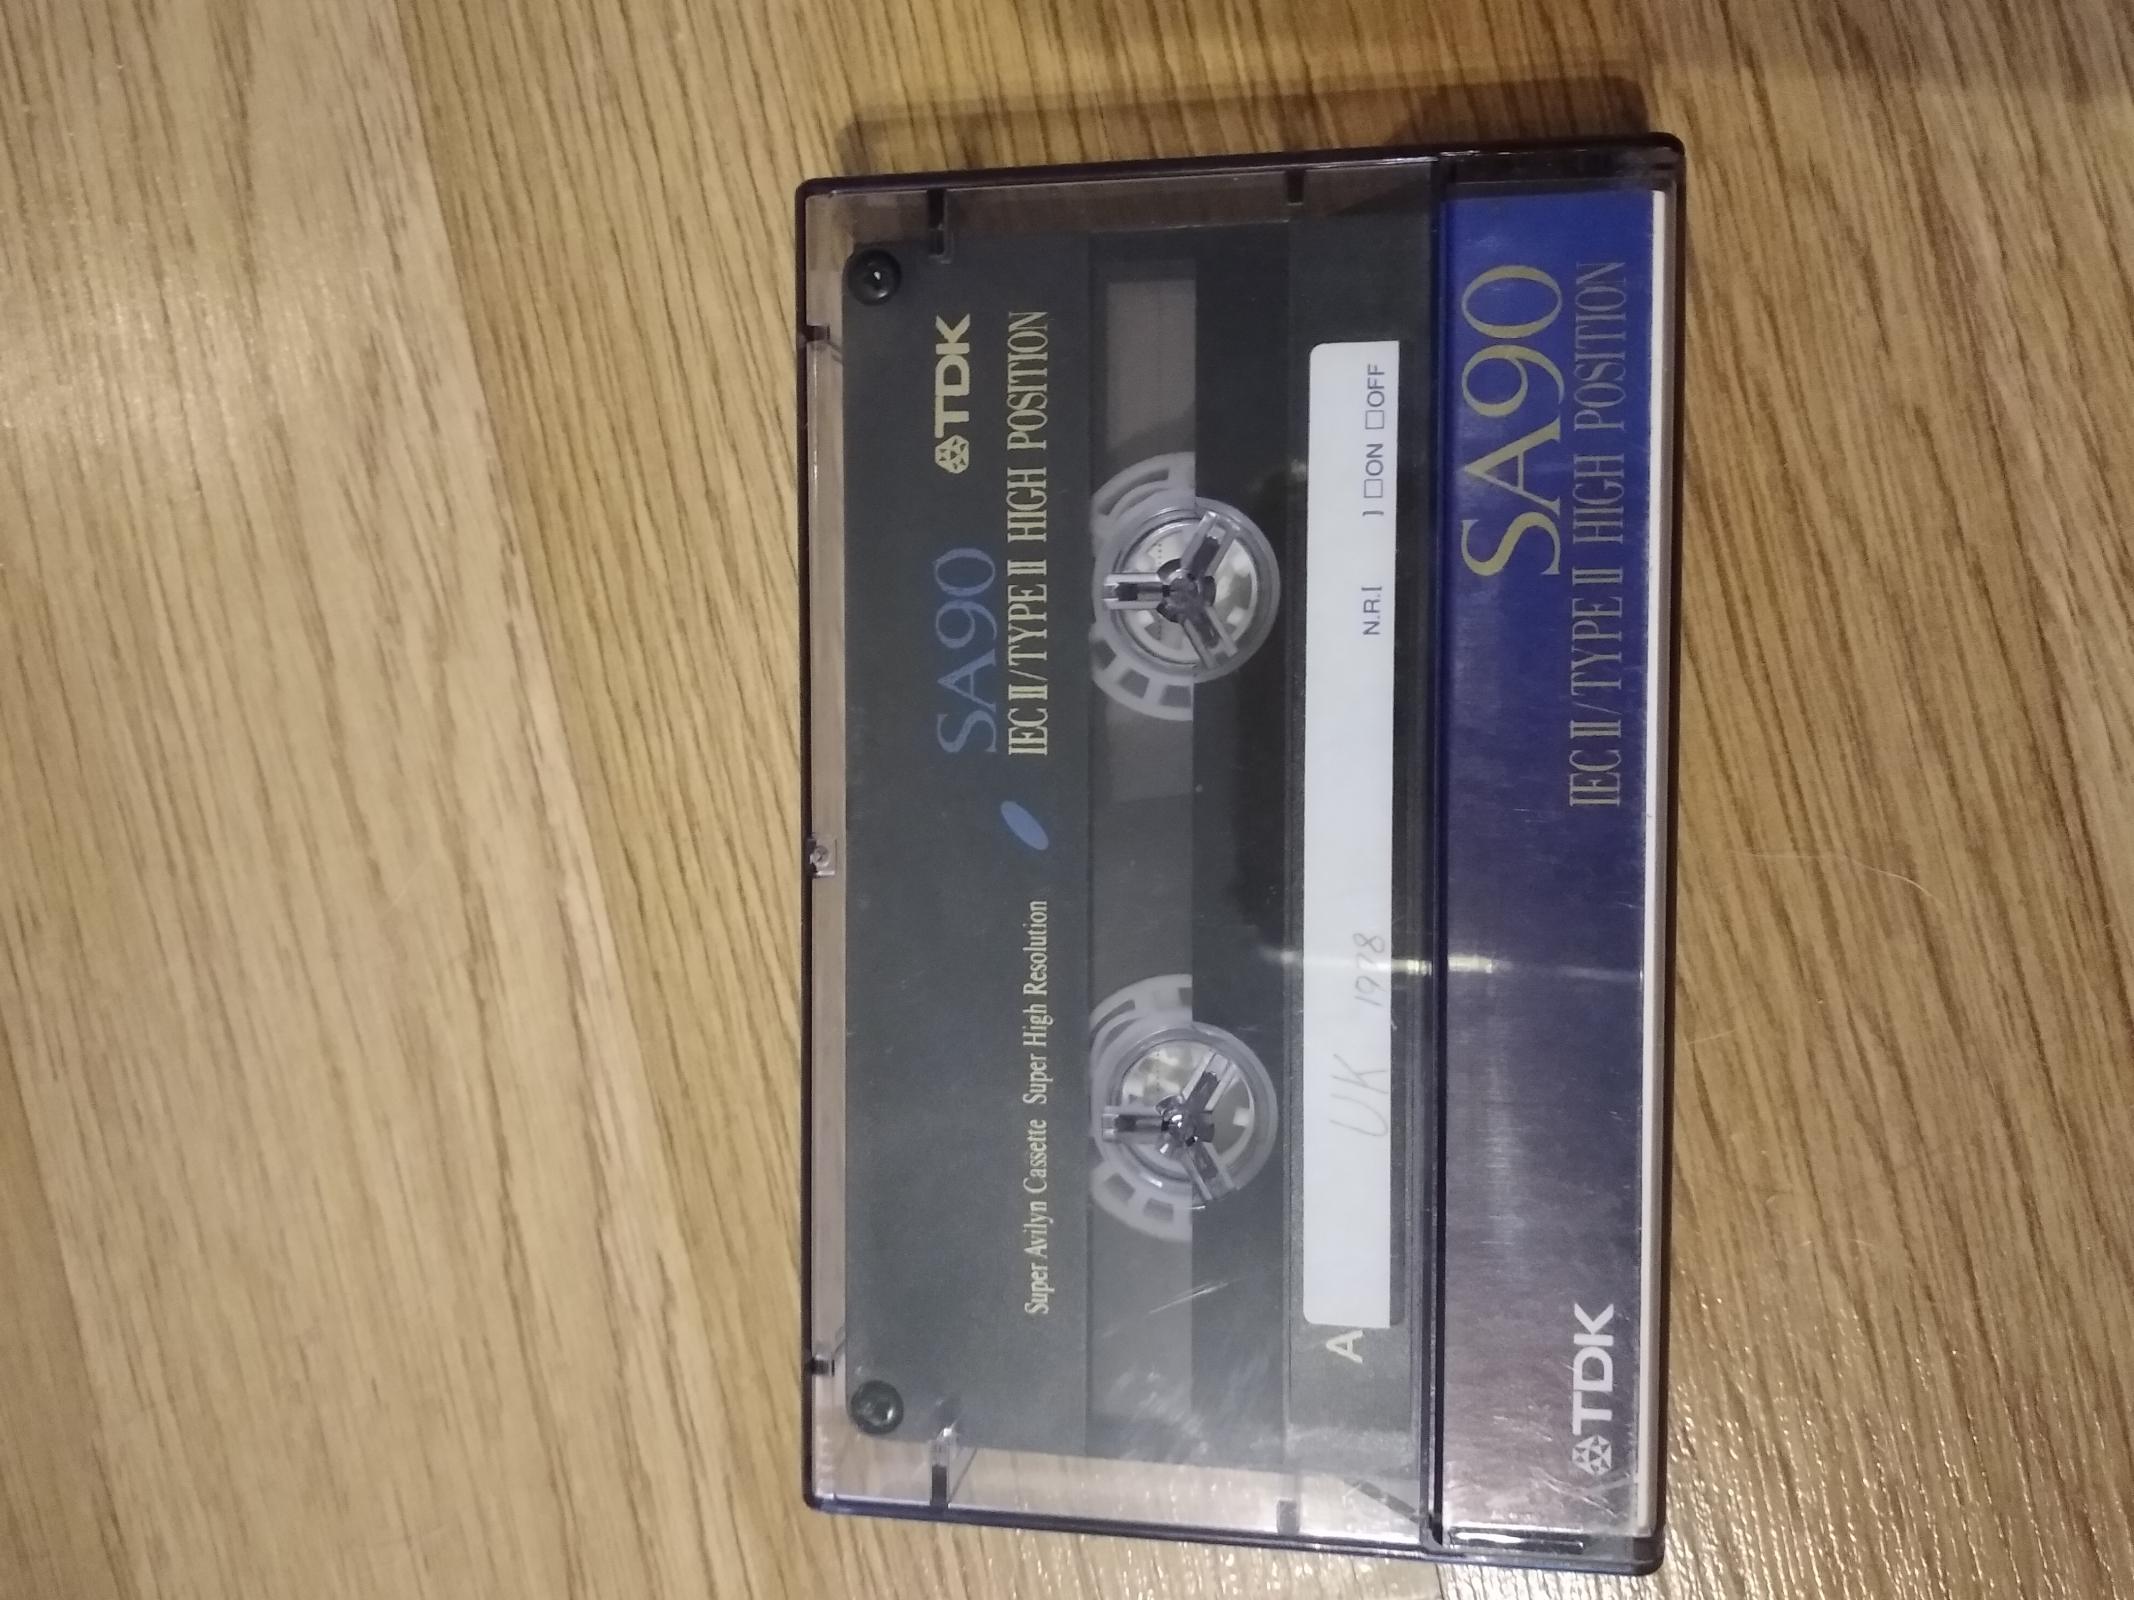 TDK
SA90
IEC II/TYPE II HIGH POSITION
Super Avilyn Cassette Super High Resolution
A
UK 1978
N.R.[ ] □ON □OFF
SA90
IEC II/TYPE II HIGH POSITION
TDK